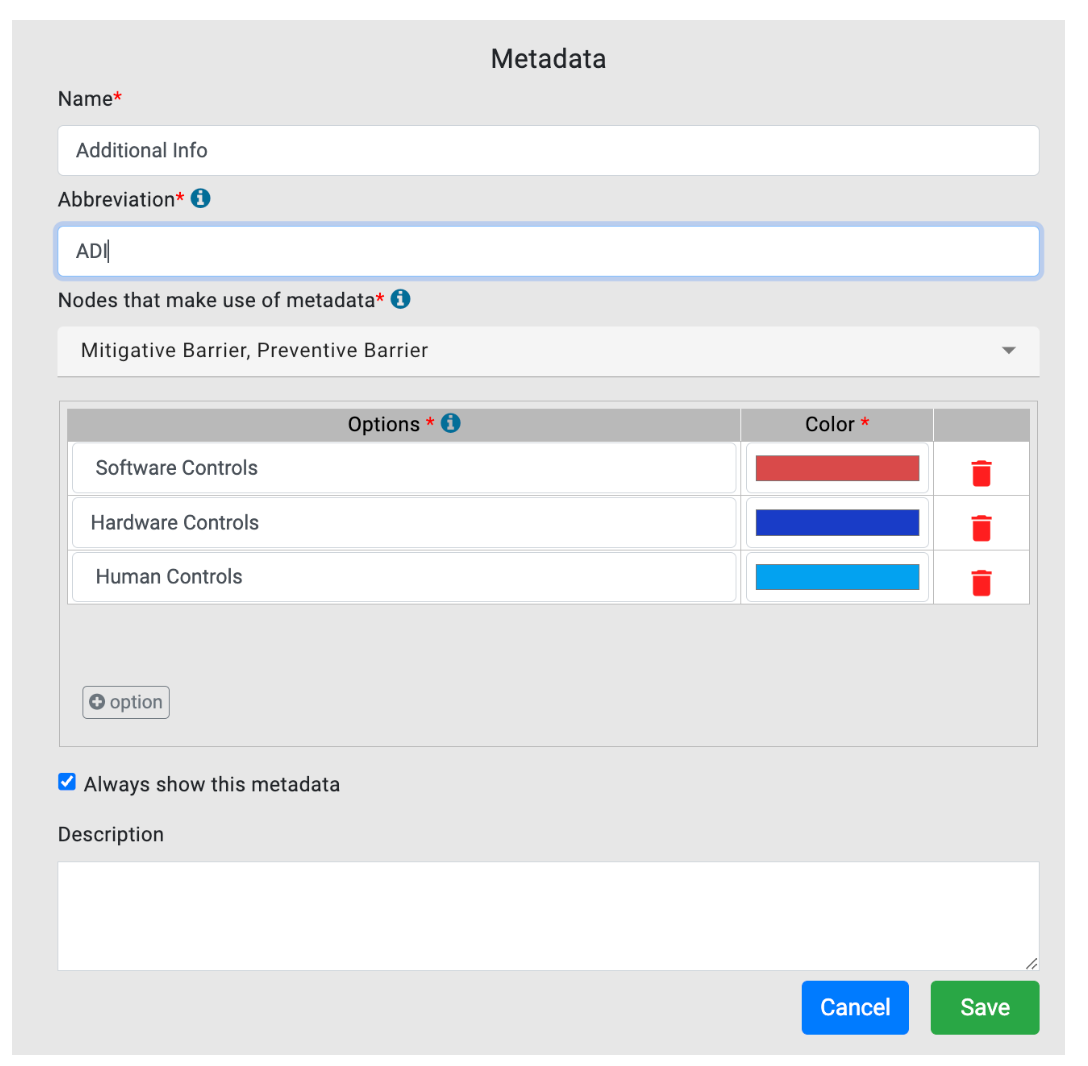 Metadata
Name*
Additional Info
Abbreviation*
ADI
Nodes that make use of metadata*
Mitigative Barrier, Preventive Barrier
Options * Color *
Software Controls
Hardware Controls
Human Controls
option
Always show this metadata
Description
Cancel Save